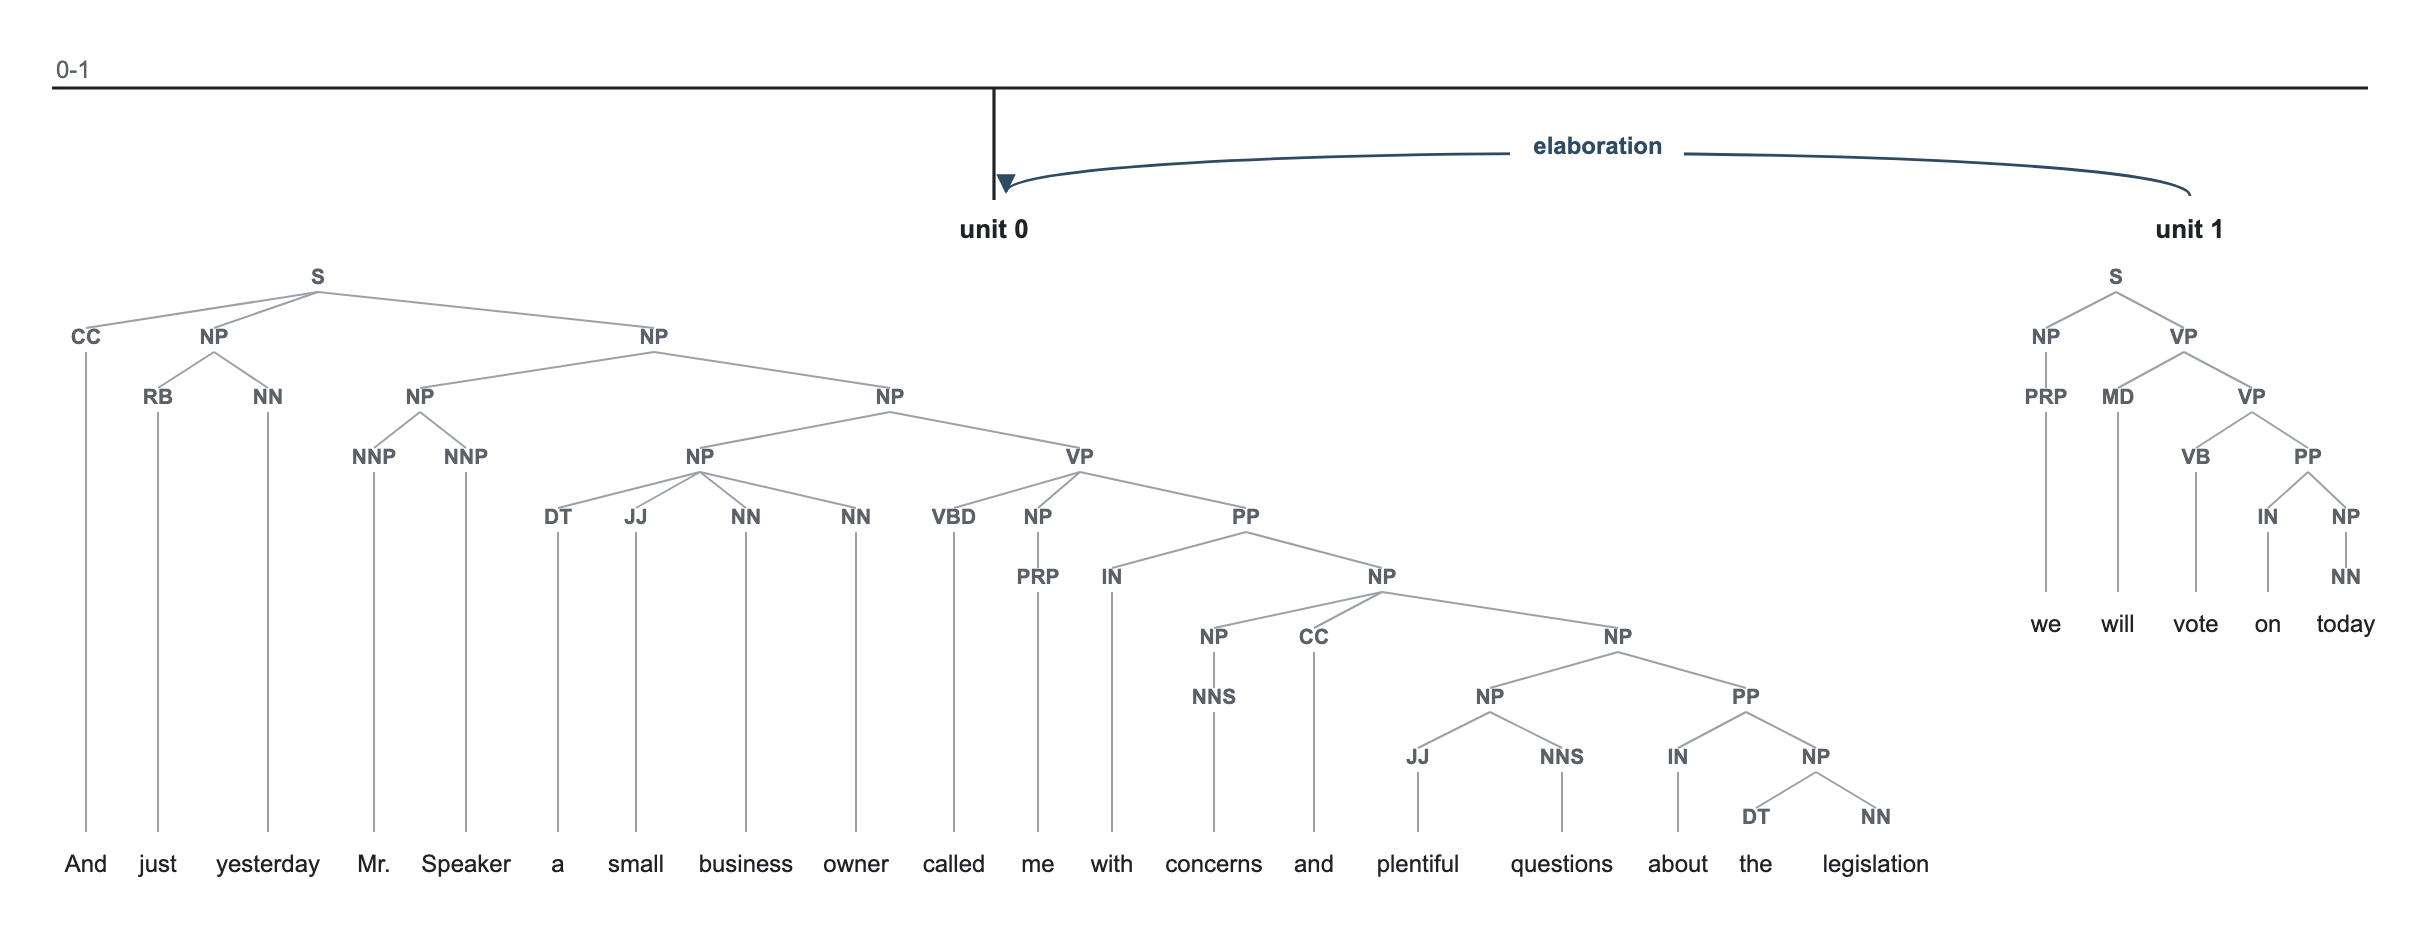 0-1
elaboration
unit 0 unit 1
S S
CC NP NP NP VP
RB NN NP NP PRP MD VP
NNP NNP NP VP VB PP
DT JJ NN NN VBD NP PP IN NP
PRP IN NP NN
we will vote on today
NP CC NP
NNS NP PP
JJ NNS IN NP
DT NN
And just yesterday Mr. Speaker a small business owner called me with concerns and plentiful questions about the legislation